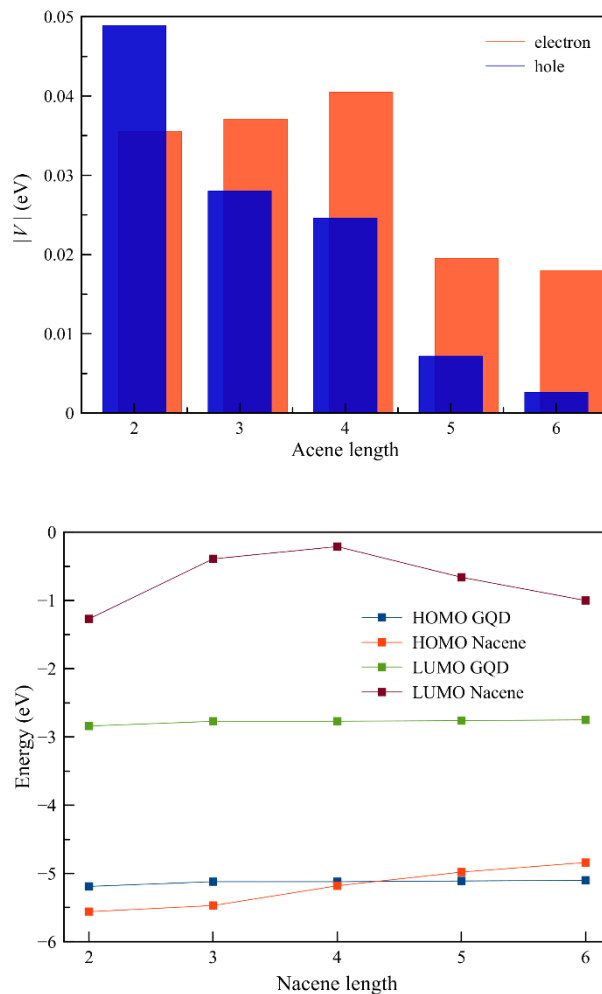 0.05
0.04
0.03
0.02
0.01
0
|V| (eV)
electron
hole
2 3 4 5 6
Acene length
0
−1
−2
−3
−4
−5
−6
Energy (eV)
HOMO GQD
HOMO Nacene
LUMO GQD
LUMO Nacene
2 3 4 5 6
Nacene length